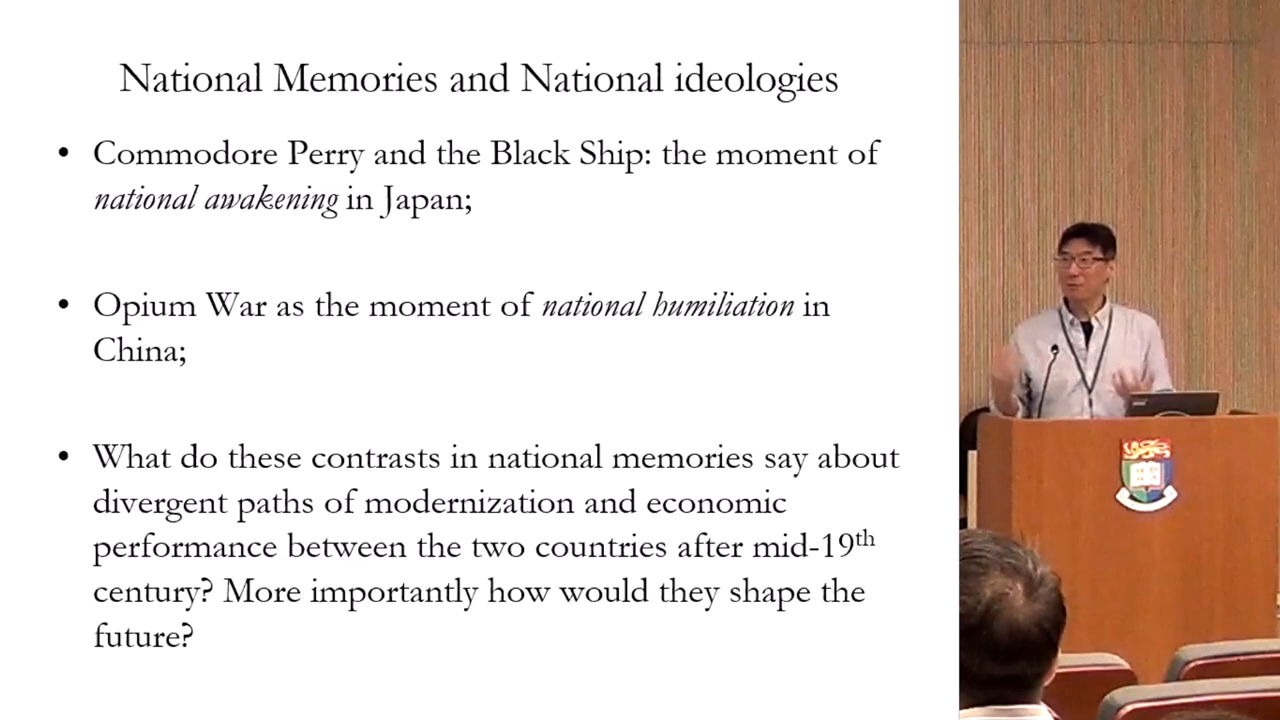 National Memories and National ideologies
• Commodore Perry and the Black Ship: the moment of
national awakening in Japan;
• Opium War as the moment of national humiliation in
China;
• What do these contrasts in national memories say about
divergent paths of modernization and economic
performance between the two countries after mid-19th
century? More importantly how would they shape the
future?